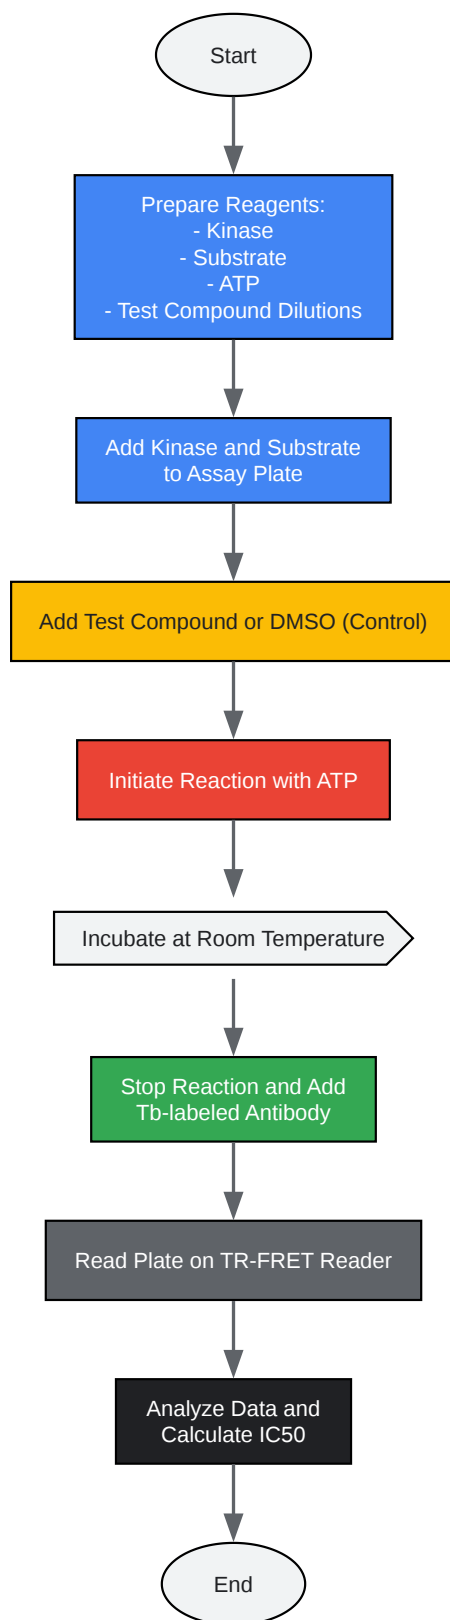 Start
Prepare Reagents:
- Kinase
- Substrate
- ATP
- Test Compound Dilutions
Add Kinase and Substrate
to Assay Plate
Add Test Compound or DMSO (Control)
Initiate Reaction with ATP
Incubate at Room Temperature
Stop Reaction and Add
Tb-labeled Antibody
Read Plate on TR-FRET Reader
Analyze Data and
Calculate IC50
End